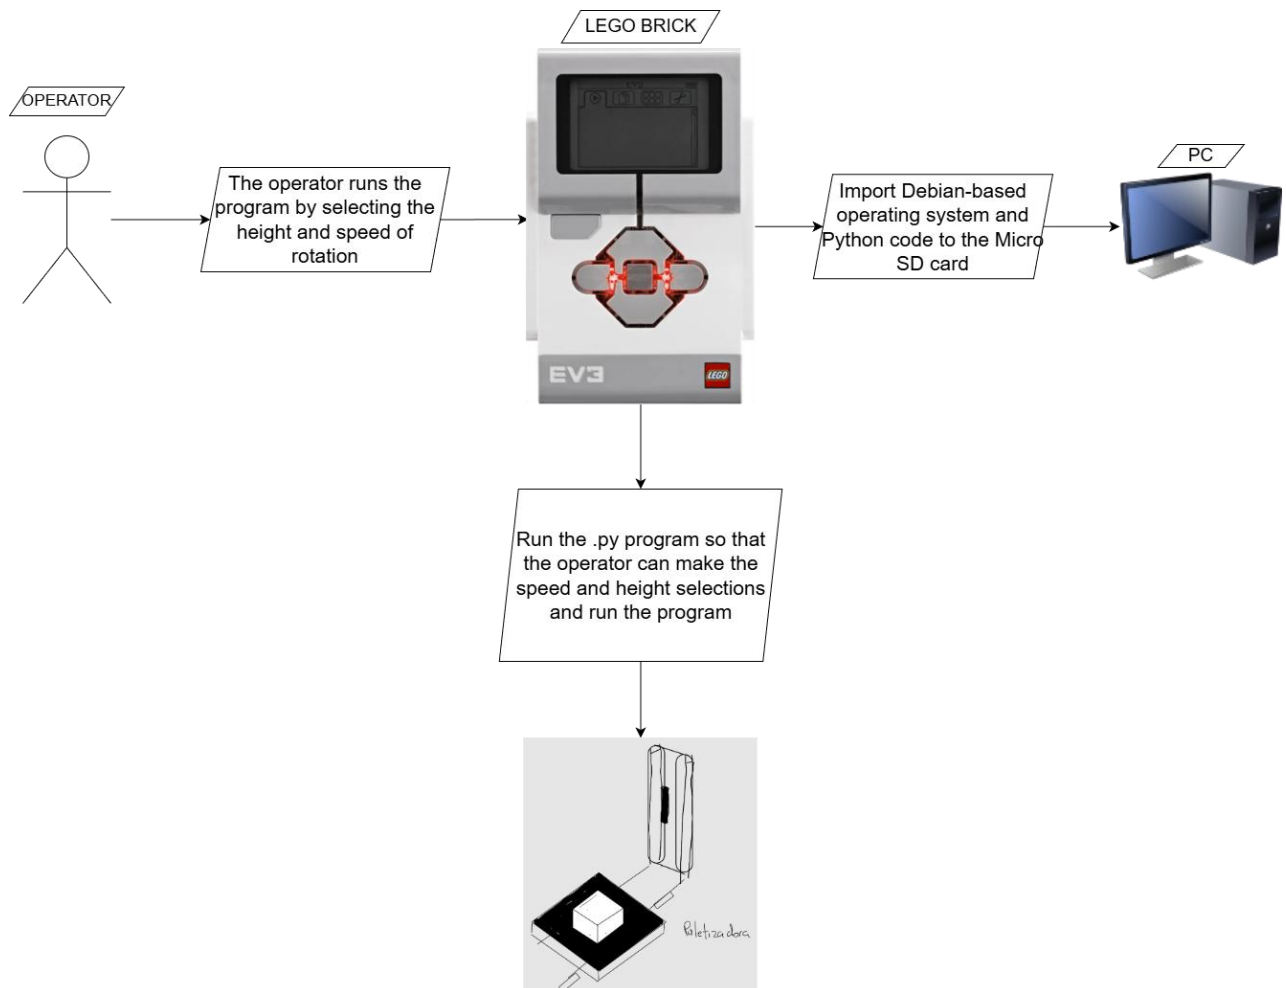 LEGO BRICK
OPERATOR
The operator runs the
program by selecting the
height and speed of
rotation
EV3
LEGO
PC
Import Debian-based
operating system and
Python code to the Micro
SD card
Run the .py program so that
the operator can make the
speed and height selections
and run the program
Paletizadora